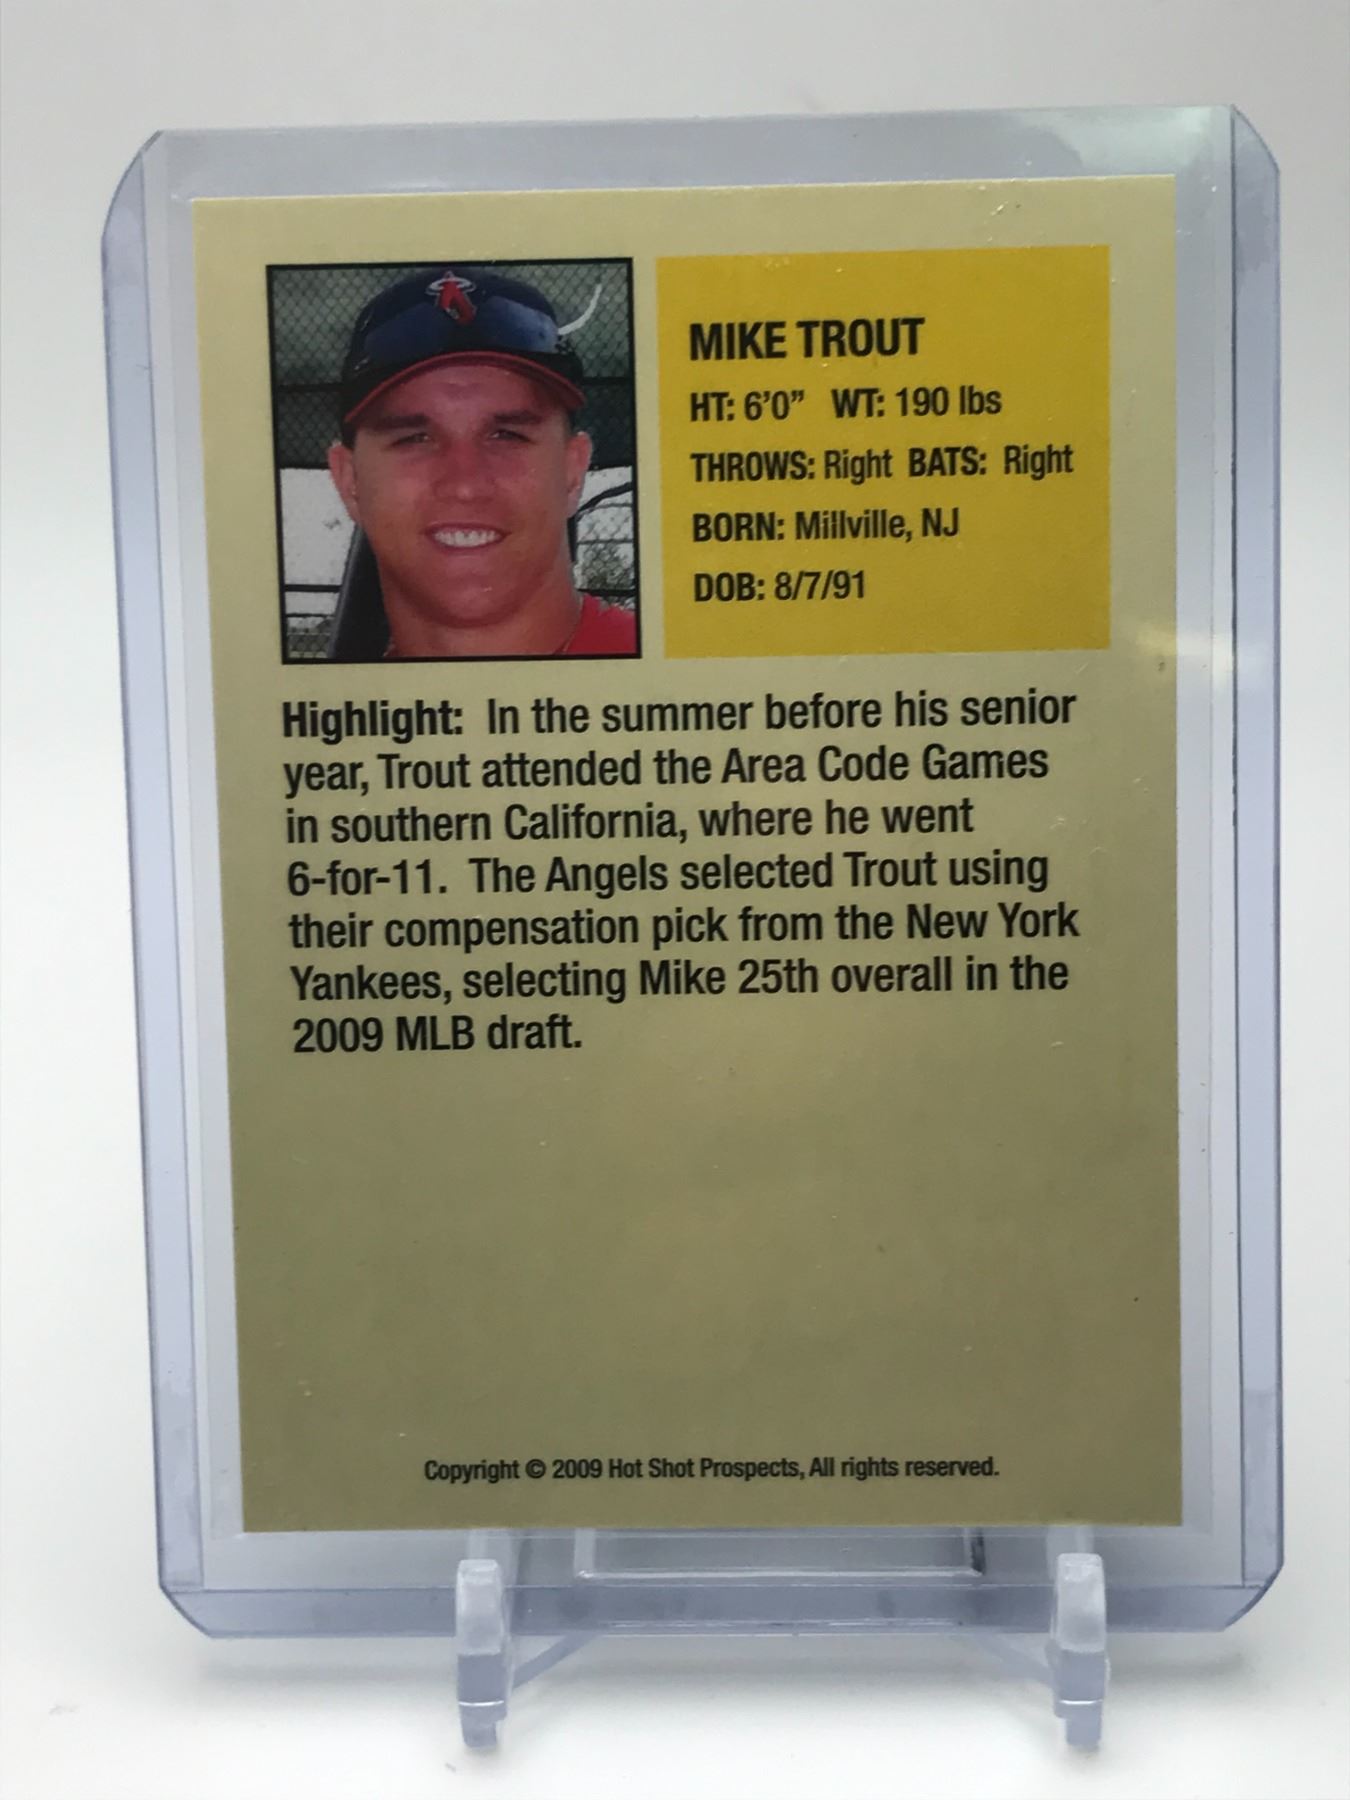 MIKE TROUT
HT: 6'0” WT: 190 lbs
THROWS: Right BATS: Right
BORN: Millville, NJ
DOB: 8/7/91
Highlight: In the summer before his senior
year, Trout attended the Area Code Games
in southern California, where he went
6-for-11. The Angels selected Trout using
their compensation pick from the New York
Yankees, selecting Mike 25th overall in the
2009 MLB draft.
Copyright © 2009 Hot Shot Prospects, All rights reserved.